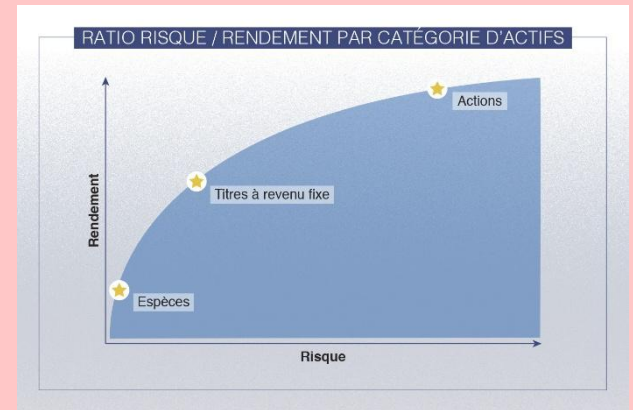 RATIO RISQUE / RENDEMENT PAR CATÉGORIE D'ACTIFS
Actions
Titres à revenu fixe
Rendement
Espèces
Risque